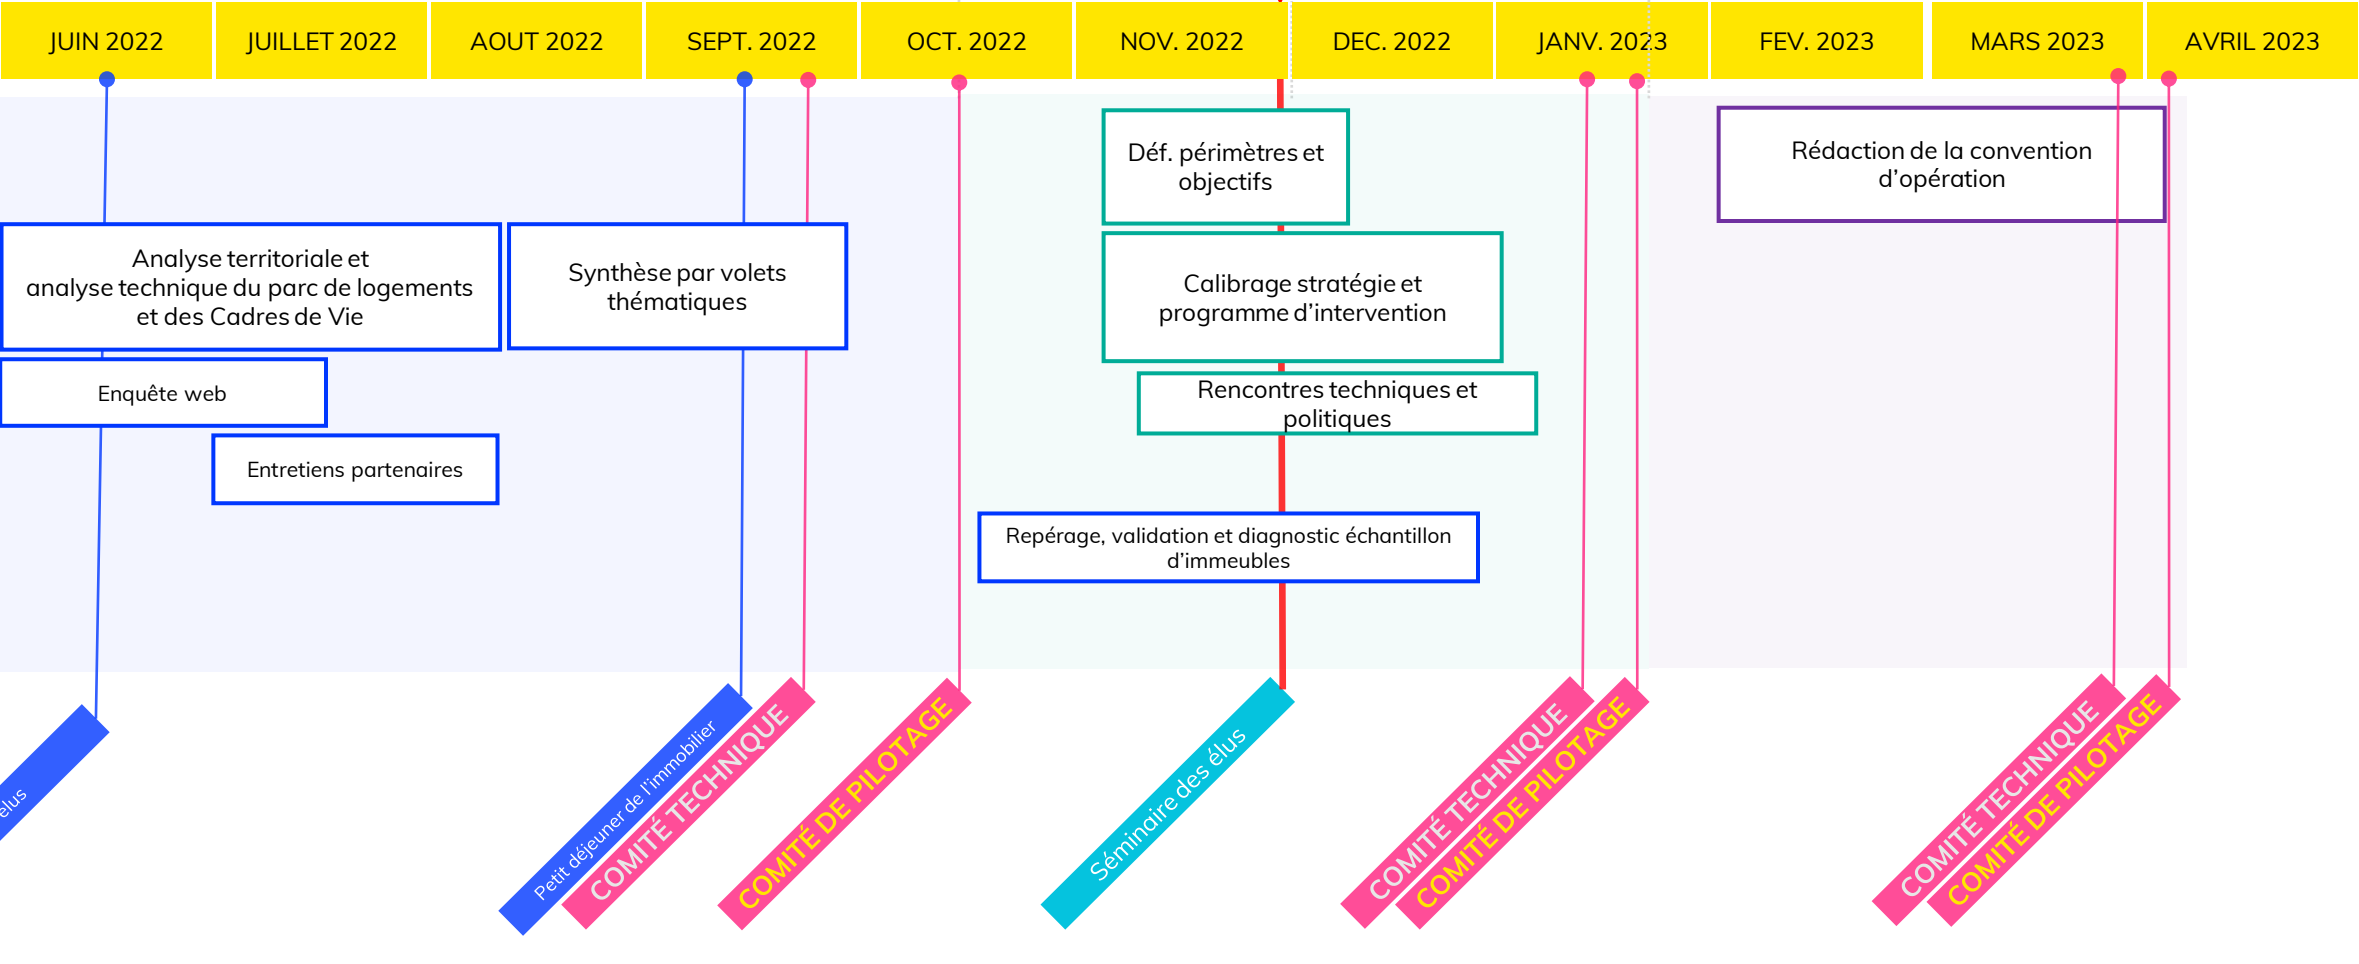 JUIN 2022
JUILLET 2022
AOUT 2022
SEPT. 2022
OCT. 2022
NOV. 2022
DEC. 2022
JANV. 2023
FEV. 2023
MARS 2023
AVRIL 2023
Déf. périmètres et
objectifs
Rédaction de la convention
d’opération
Analyse territoriale et
analyse technique du parc de logements
et des Cadres de Vie
Synthèse par volets
thématiques
Calibrage stratégie et
programme d’intervention
Enquête web
Rencontres techniques et
politiques
Entretiens partenaires
Repérage, validation et diagnostic échantillon
d’immeubles
élus
Petit déjeuner de l’immobilier
COMITÉ TECHNIQUE
COMITÉ DE PILOTAGE
Séminaire des élus
COMITÉ TECHNIQUE
COMITÉ DE PILOTAGE
COMITÉ TECHNIQUE
COMITÉ DE PILOTAGE